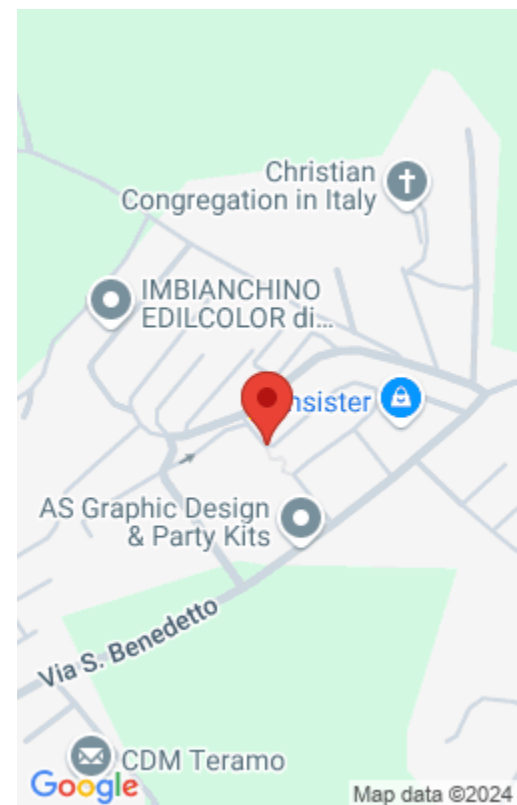 Christian
Congregation in Italy
IMBIANCHINO
EDILCOLOR di...
nsister
AS Graphic Design
& Party Kits
Via S. Benedetto
CDM Teramo
Google
Map data ©2024